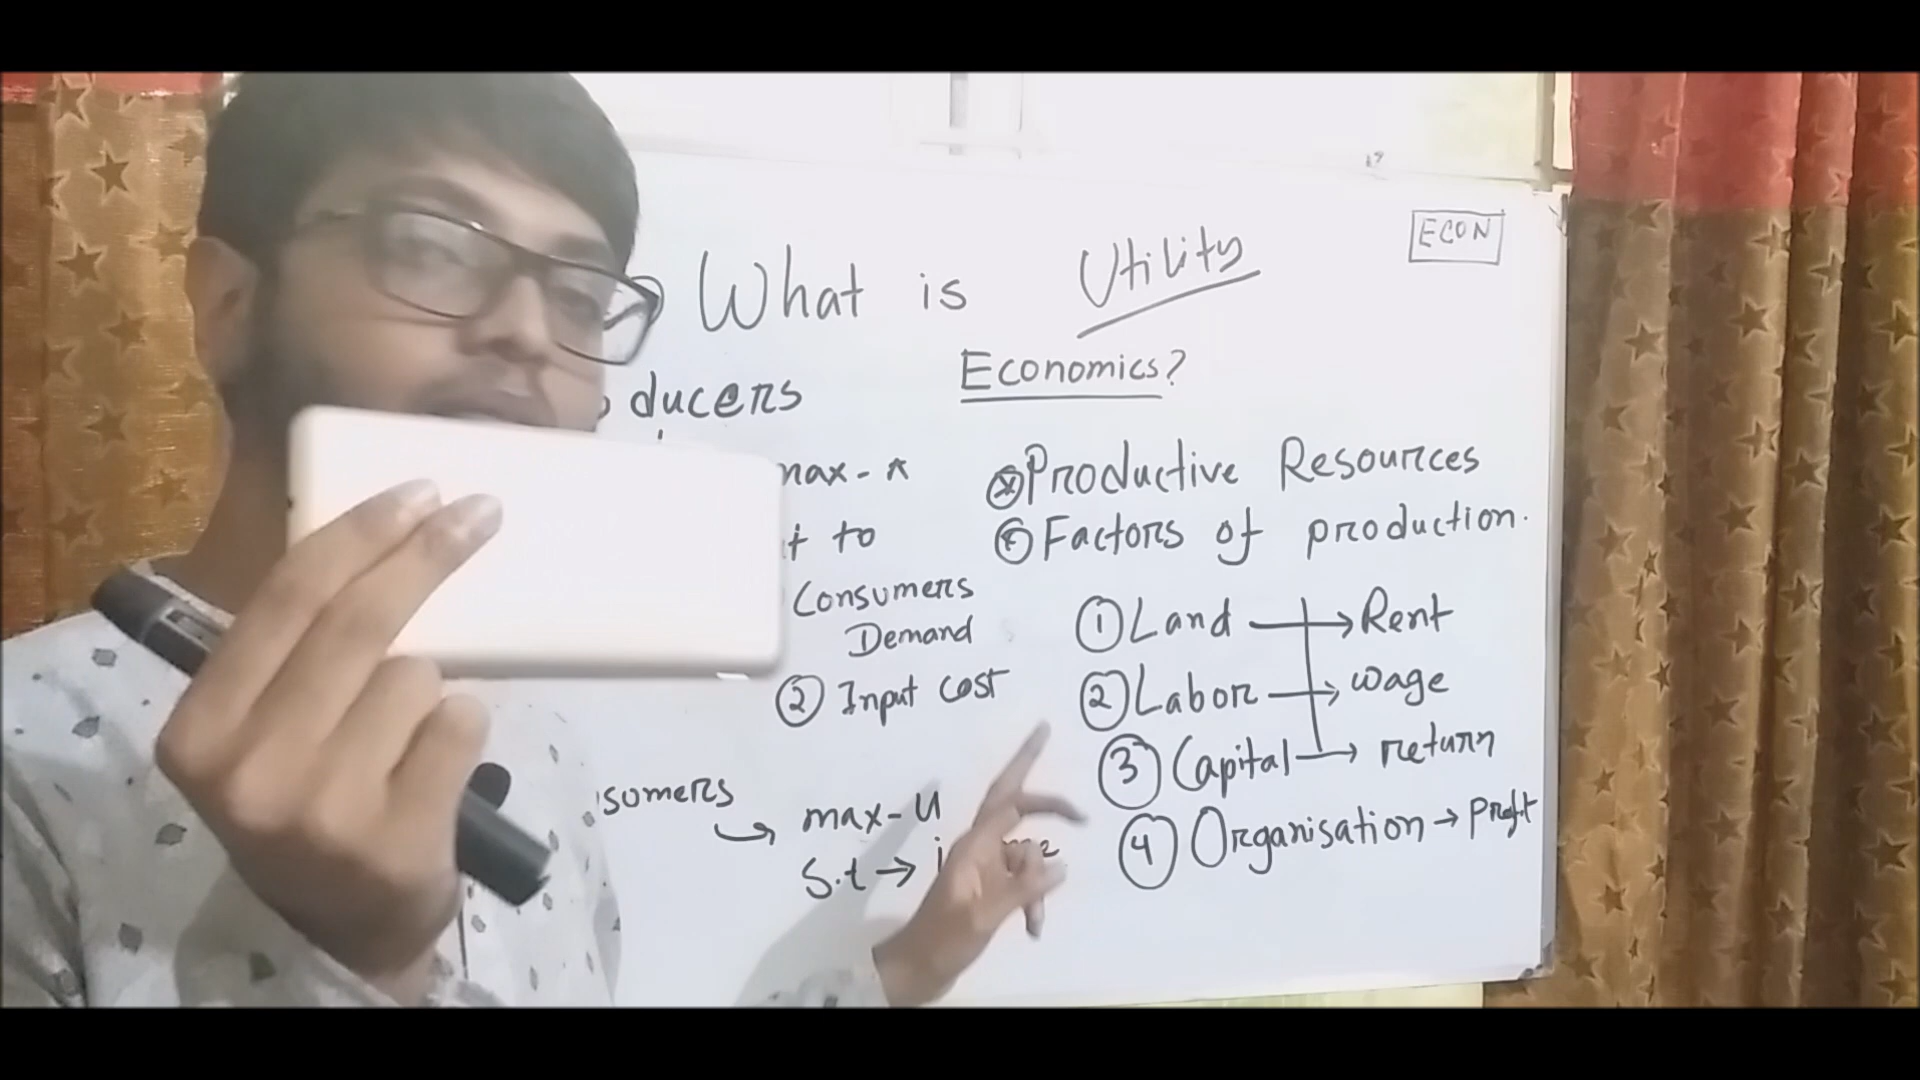 ECON
What is Utility
Economics?
ducers
max-π
t to
Consumers
Demand
② Input cost
sumers
max-U
S.t →
Productive Resources
Factors of production.
① Land → Rent
② Labor → wage
③ Capital → return
④ Organisation → Profit